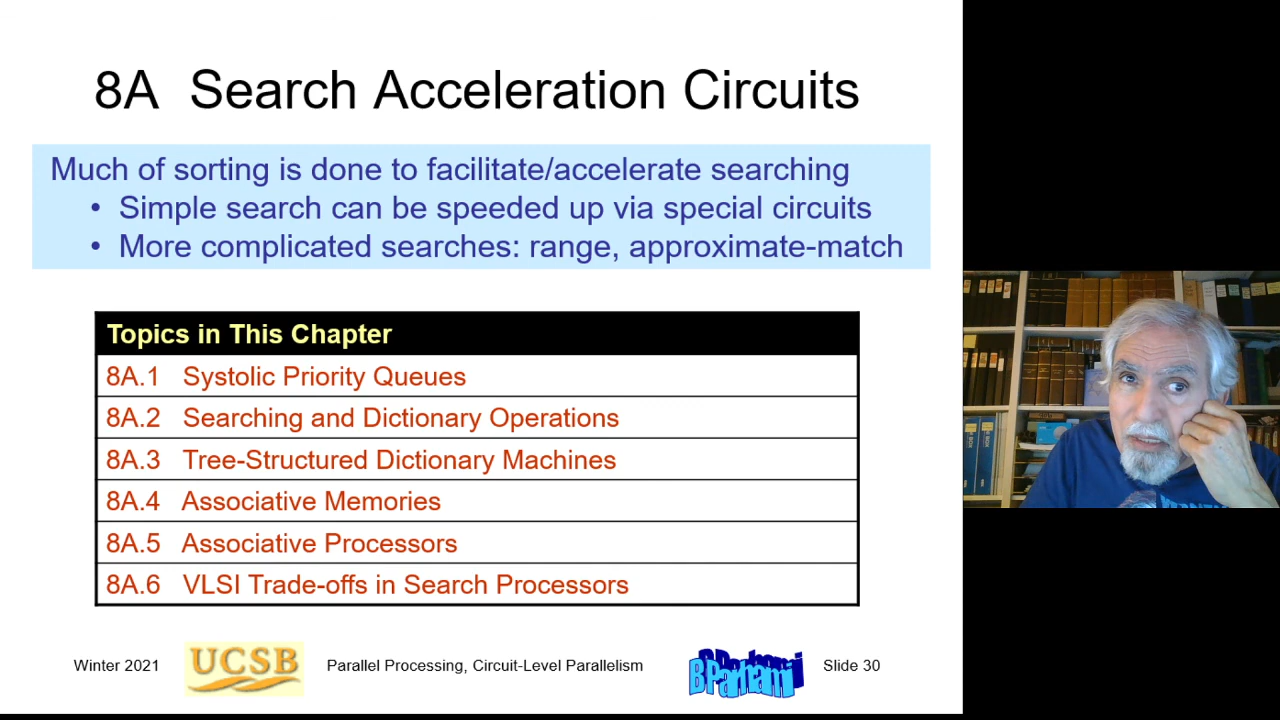 8A Search Acceleration Circuits
Much of sorting is done to facilitate/accelerate searching
• Simple search can be speeded up via special circuits
• More complicated searches: range, approximate-match
Topics in This Chapter
8A.1 Systolic Priority Queues
8A.2 Searching and Dictionary Operations
8A.3 Tree-Structured Dictionary Machines
8A.4 Associative Memories
8A.5 Associative Processors
8A.6 VLSI Trade-offs in Search Processors
Winter 2021
UCSB
Parallel Processing, Circuit-Level Parallelism
B Parhami
Slide 30